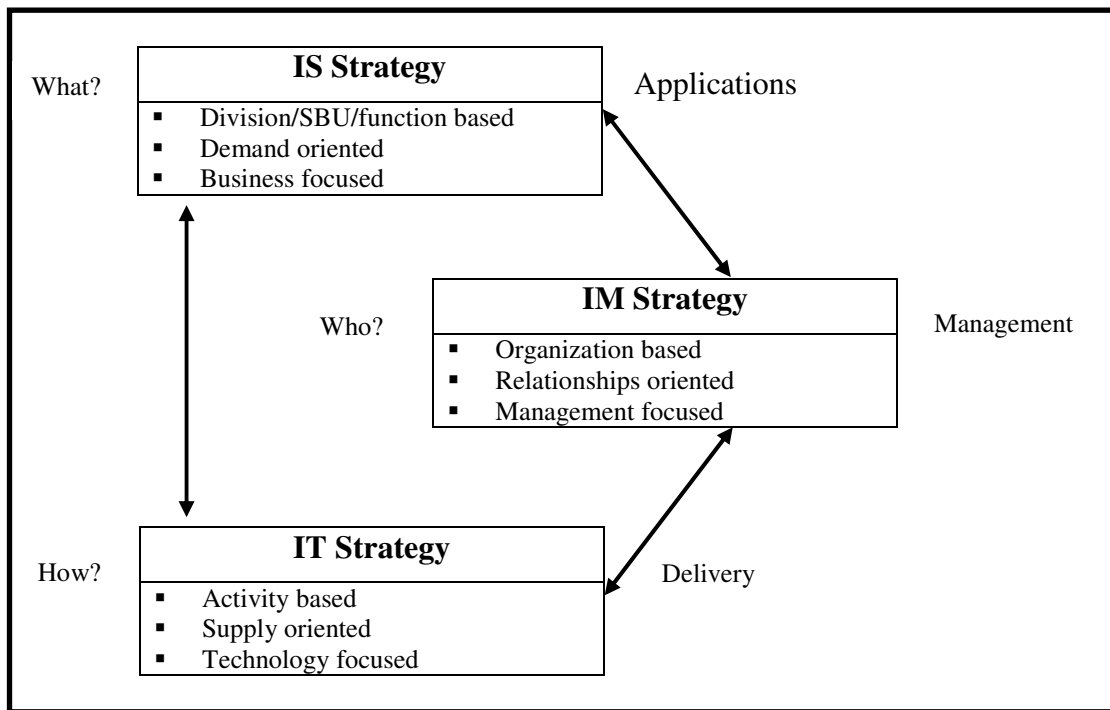 IS Strategy
What?
Applications
▪ Division/SBU/function based
▪ Demand oriented
▪ Business focused
IM Strategy
Who?
Management
▪ Organization based
▪ Relationships oriented
▪ Management focused
IT Strategy
How?
Delivery
▪ Activity based
▪ Supply oriented
▪ Technology focused